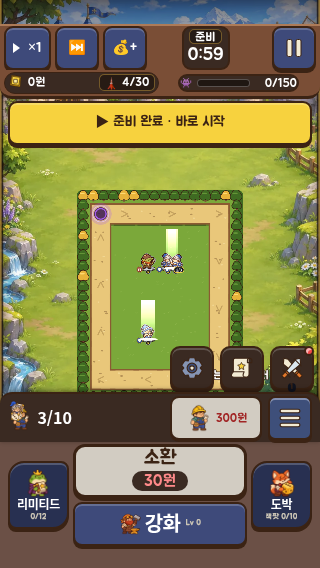 ×1
준비
0:59
0원
4/30
0/150
▶ 준비 완료 · 바로 시작
3/10
300원
소환
30원
리미티드
0/12
강화 Lv 0
도박
잭팟 0/10